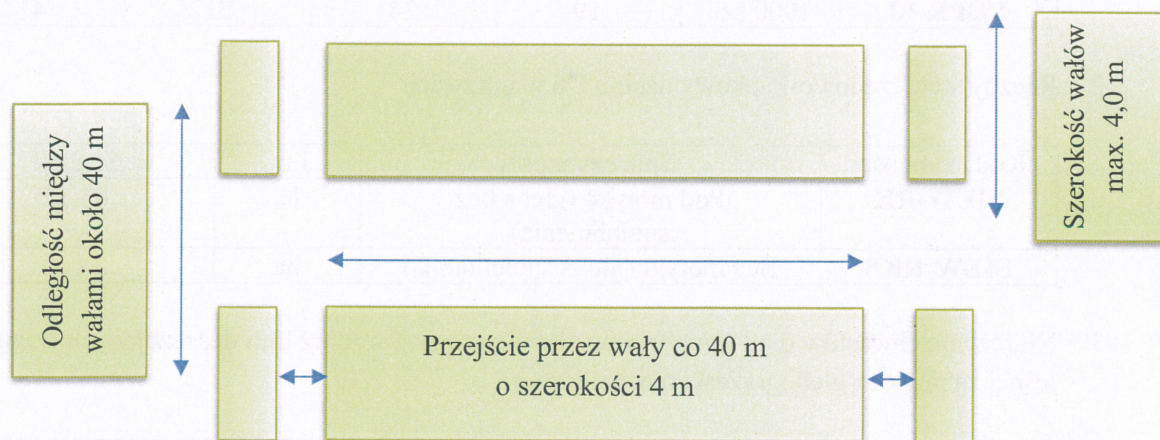 Odległość między
wałami około 40 m
Szerokość wałów
max. 4,0 m
Przejście przez wały co 40 m
o szerokości 4 m